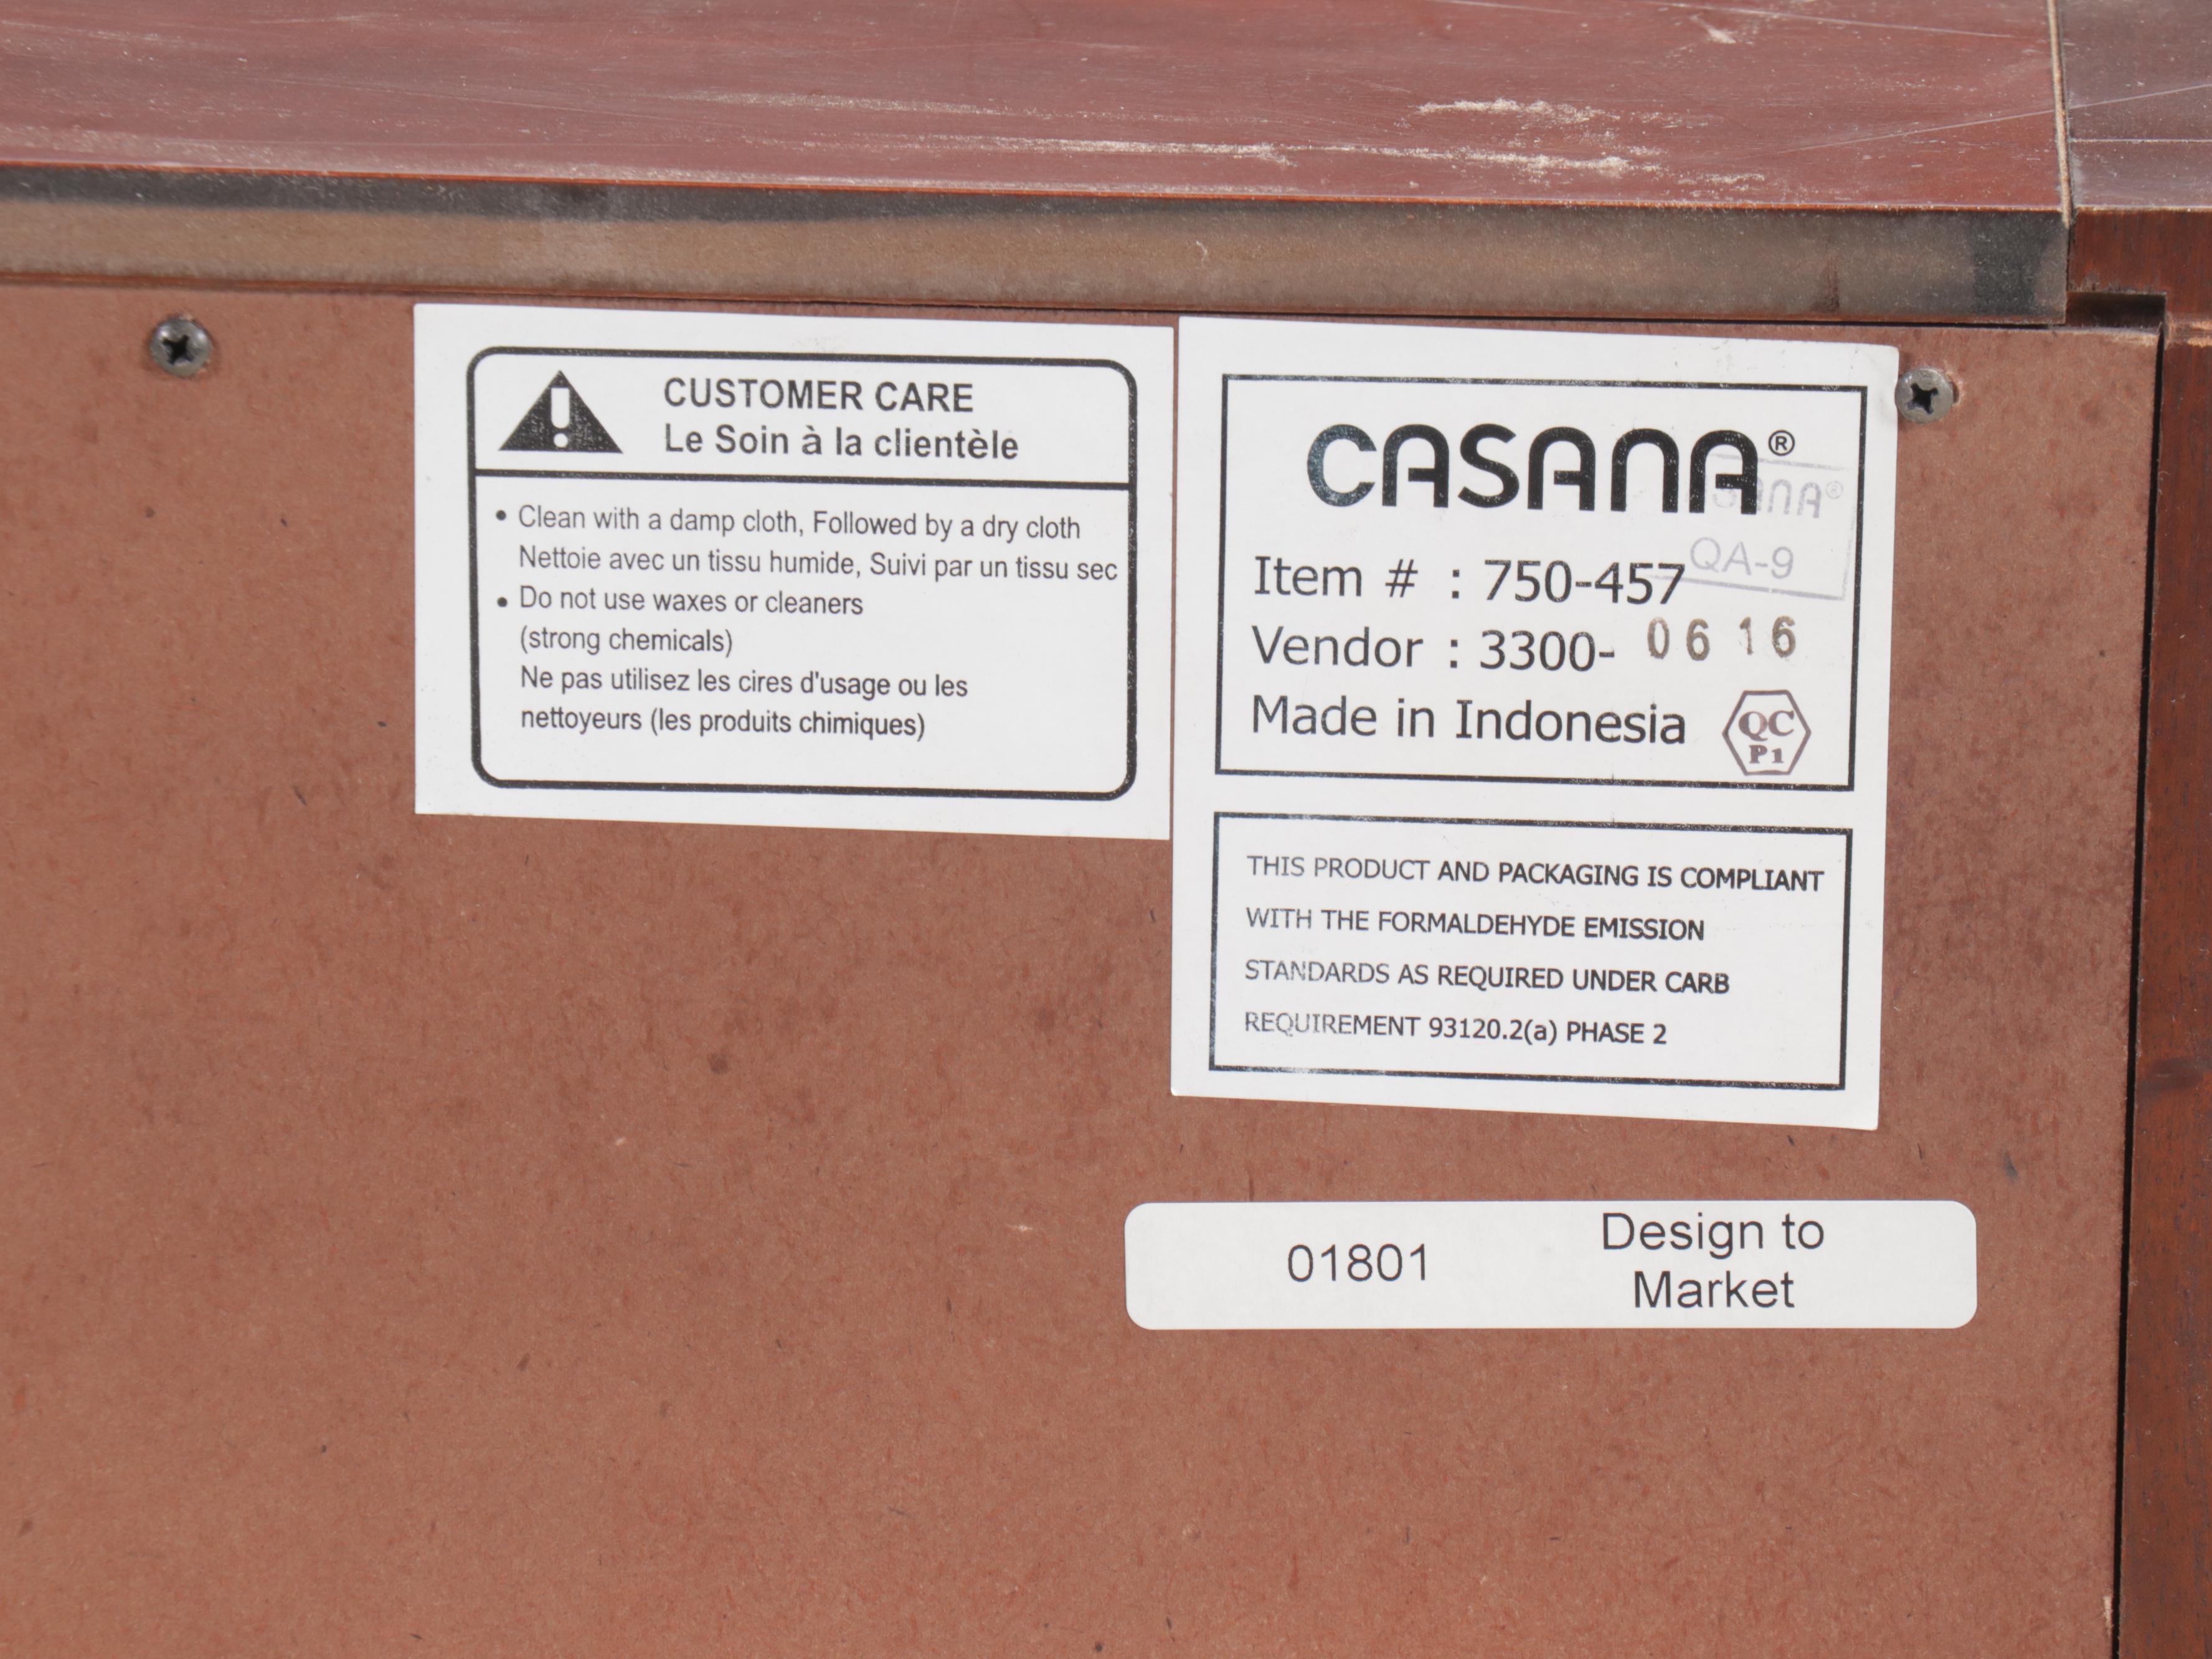 CUSTOMER CARE
Le Soin à la clientèle
• Clean with a damp cloth, Followed by a dry cloth
Nettoie avec un tissu humide, Suivi par un tissu sec
• Do not use waxes or cleaners
(strong chemicals)
Ne pas utilisez les cires d'usage ou les
nettoyeurs (les produits chimiques)
CASANA®
SANA®
QA-9
Item # : 750-457
Vendor : 3300- 0616
Made in Indonesia
QC
P1
THIS PRODUCT AND PACKAGING IS COMPLIANT
WITH THE FORMALDEHYDE EMISSION
STANDARDS AS REQUIRED UNDER CARB
REQUIREMENT 93120.2(a) PHASE 2
01801
Design to
Market